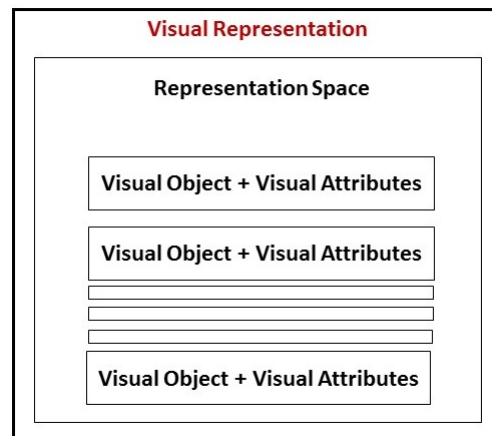 Visual Representation
Representation Space
Visual Object + Visual Attributes
Visual Object + Visual Attributes
Visual Object + Visual Attributes